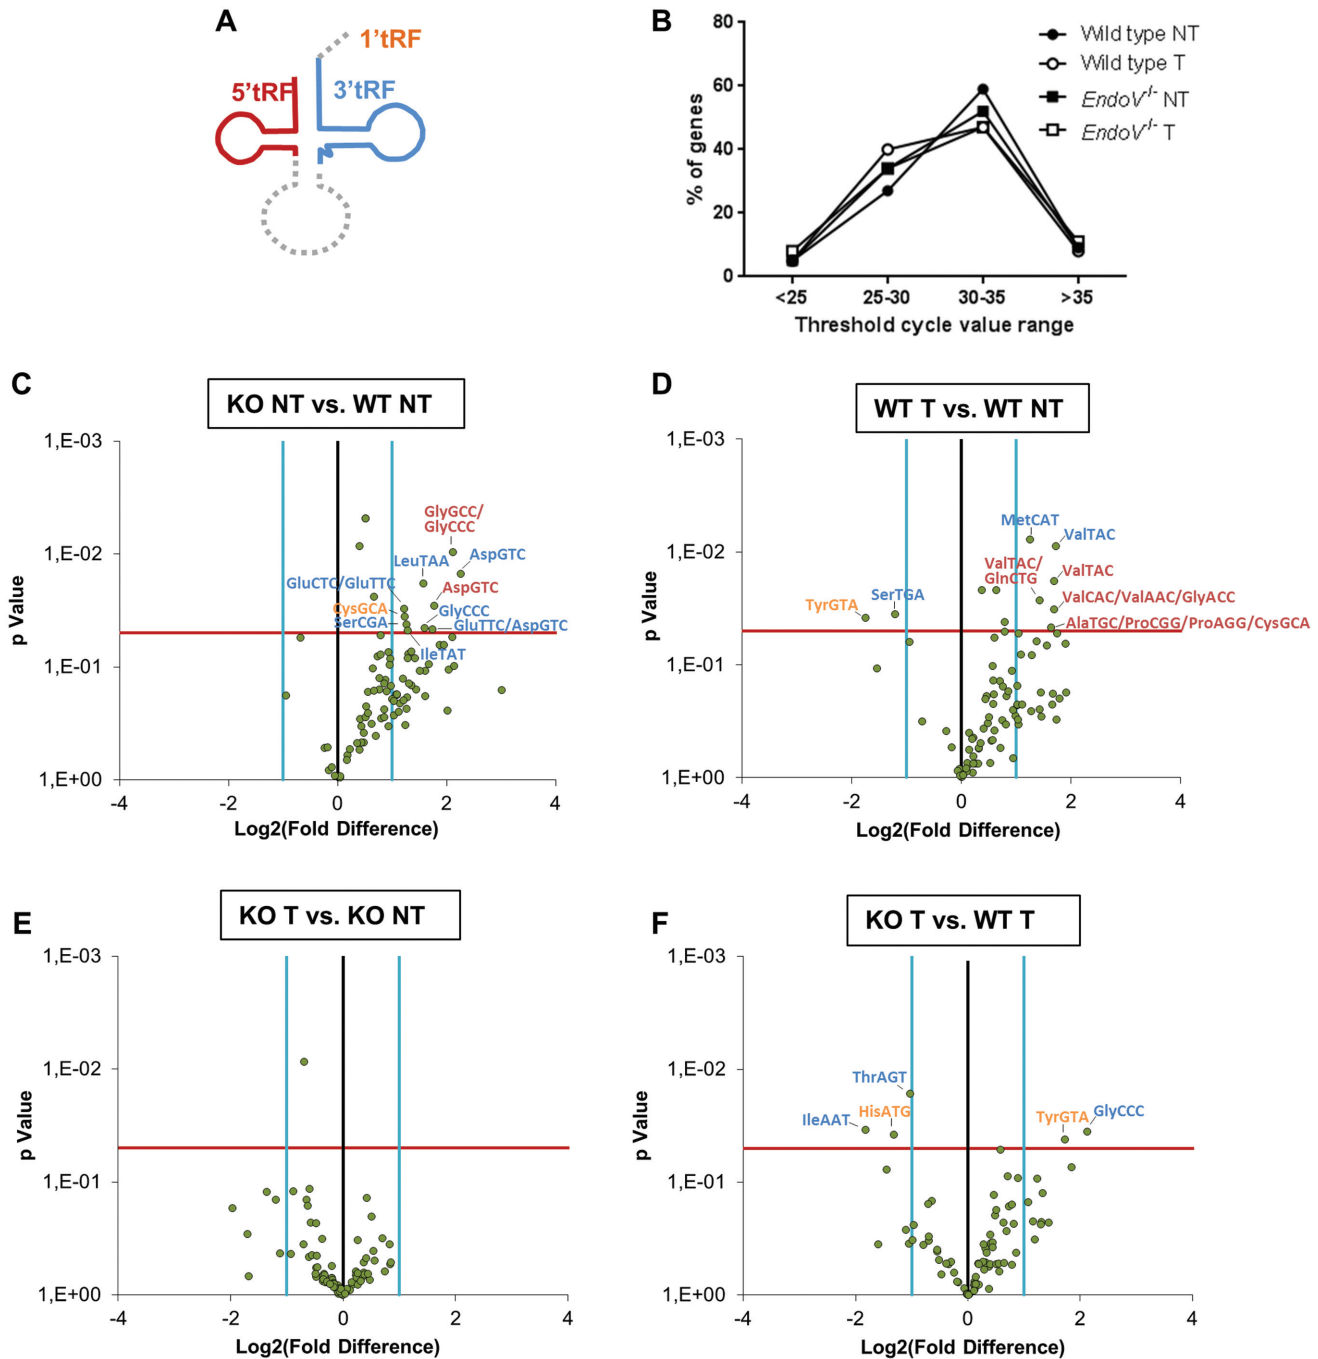 A
1'tRF
5'tRF
3'tRF
B
80
60
40
20
0
% of genes
<25
25-30
30-35
>35
Threshold cycle value range
Wild type NT
Wild type T
EndoV-/- NT
EndoV-/- T
C
KO NT vs. WT NT
1,E-03
1,E-02
1,E-01
1,E+00
p Value
-4
-2
0
2
4
Log2(Fold Difference)
GlyGCC/
GlyCCC
AspGTC
LeuTAA
GluCTC/GluTTC
AspGTC
CysGCA
GlyCCC
SerCGA
GluTTC/AspGTC
IleTAT
D
WT T vs. WT NT
1,E-03
1,E-02
1,E-01
1,E+00
p Value
-4
-2
0
2
4
Log2(Fold Difference)
MetCAT
ValTAC
ValTAC/
GlnCTG
ValTAC
SerTGA
TyrGTA
ValCAC/ValAAC/GlyACC
AlaTGC/ProCGG/ProAGG/CysGCA
E
KO T vs. KO NT
1,E-03
1,E-02
1,E-01
1,E+00
p Value
-4
-2
0
2
4
Log2(Fold Difference)
F
KO T vs. WT T
1,E-03
1,E-02
1,E-01
1,E+00
p Value
-4
-2
0
2
4
Log2(Fold Difference)
ThrAGT
IleAAT
HisATG
TyrGTA
GlyCCC